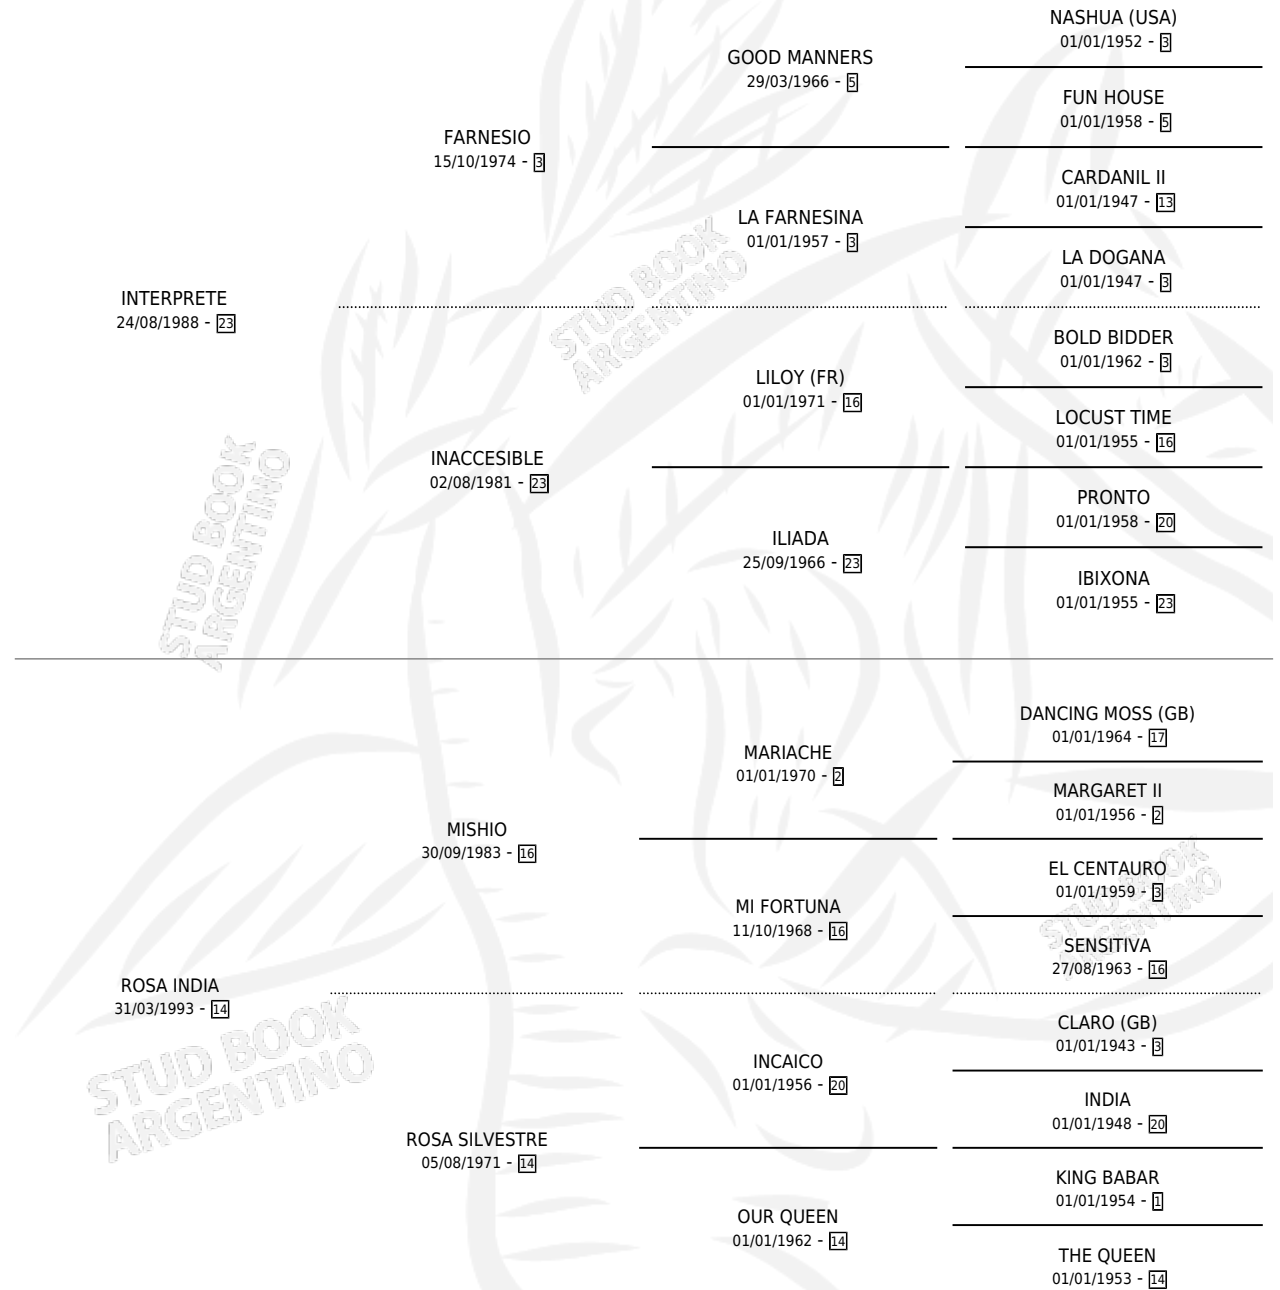 NASHUA (USA)
01/01/1952 - 3
GOOD MANNERS
29/03/1966 - 5
FUN HOUSE
01/01/1958 - 5
FARNESIO
15/10/1974 - 3
CARDANIL II
01/01/1947 - 13
LA FARNESINA
01/01/1957 - 3
LA DOGANA
01/01/1947 - 3
INTERPRETE
24/08/1988 - 23
BOLD BIDDER
01/01/1962 - 3
LILOY (FR)
01/01/1971 - 16
LOCUST TIME
01/01/1955 - 16
INACCESIBLE
02/08/1981 - 23
PRONTO
01/01/1958 - 20
ILIADA
25/09/1966 - 23
IBIXONA
01/01/1955 - 23
DANCING MOSS (GB)
01/01/1964 - 17
MARIACHE
01/01/1970 - 2
MARGARET II
01/01/1956 - 2
MISHIO
30/09/1983 - 16
EL CENTAURO
01/01/1959 - 3
MI FORTUNA
11/10/1968 - 16
SENSITIVA
27/08/1963 - 16
ROSA INDIA
31/03/1993 - 14
CLARO (GB)
01/01/1943 - 3
INCAICO
01/01/1956 - 20
INDIA
01/01/1948 - 20
ROSA SILVESTRE
05/08/1971 - 14
KING BABAR
01/01/1954 - 1
OUR QUEEN
01/01/1962 - 14
THE QUEEN
01/01/1953 - 14
STUD BOOK
ARGENTINO
STUD BOOK
ARGENTINO
STUD BOOK
ARGENTINO
STUD BOOK
ARGENTINO